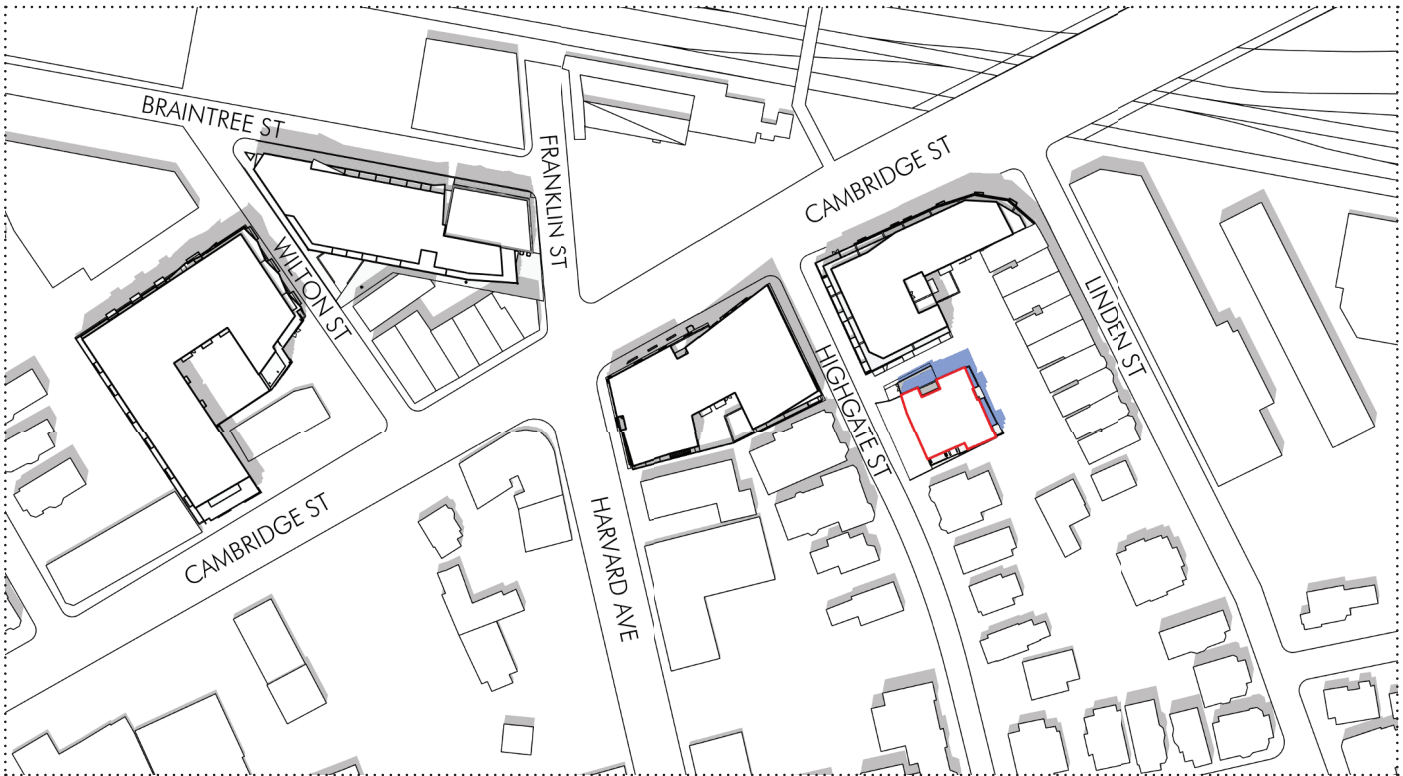 BRAINTREE ST
FRANKLIN ST
CAMBRIDGE ST
WILTON ST
LINDEN ST
HIGHGATE ST
CAMBRIDGE ST
HARVARD AVE